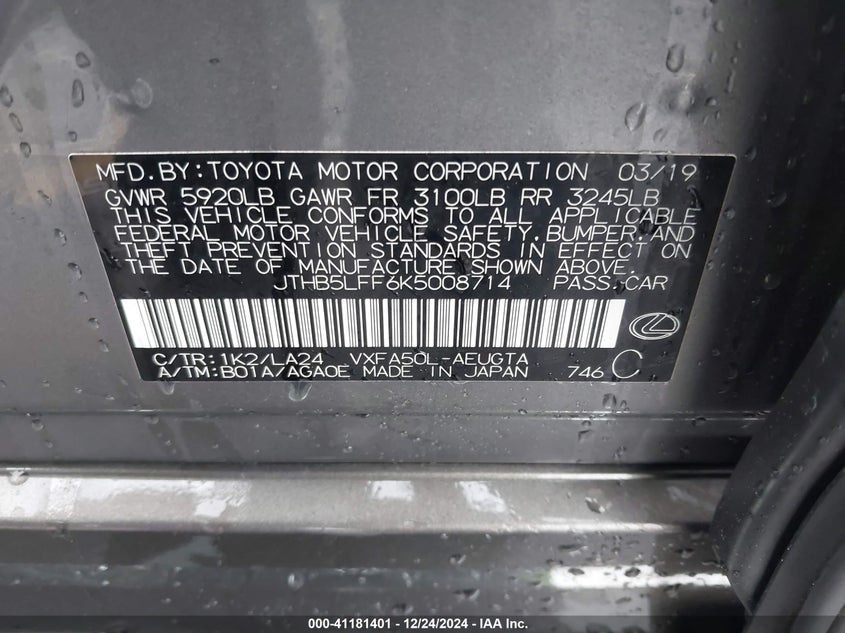 MFD.BY:TOYOTA MOTOR CORPORATION 03/19
GVWR 5920LB GAWR FR 3100LB RR 3245LB
THIS VEHICLE CONFORMS TO ALL APPLICABLE
FEDERAL MOTOR VEHICLE SAFETY,BUMPER,AND
THEFT PREVENTION STANDARDS IN EFFECT ON
THE DATE OF MANUFACTURE SHOWN ABOVE.
JTHB5LFF6K5008714 PASS.CAR
C/TR:1K2/LA24 VXFA50L-AEUGTA
A/TM:B01A/AGA0E MADE IN JAPAN 746 C
000-41181401 - 12/24/2024 - IAA Inc.